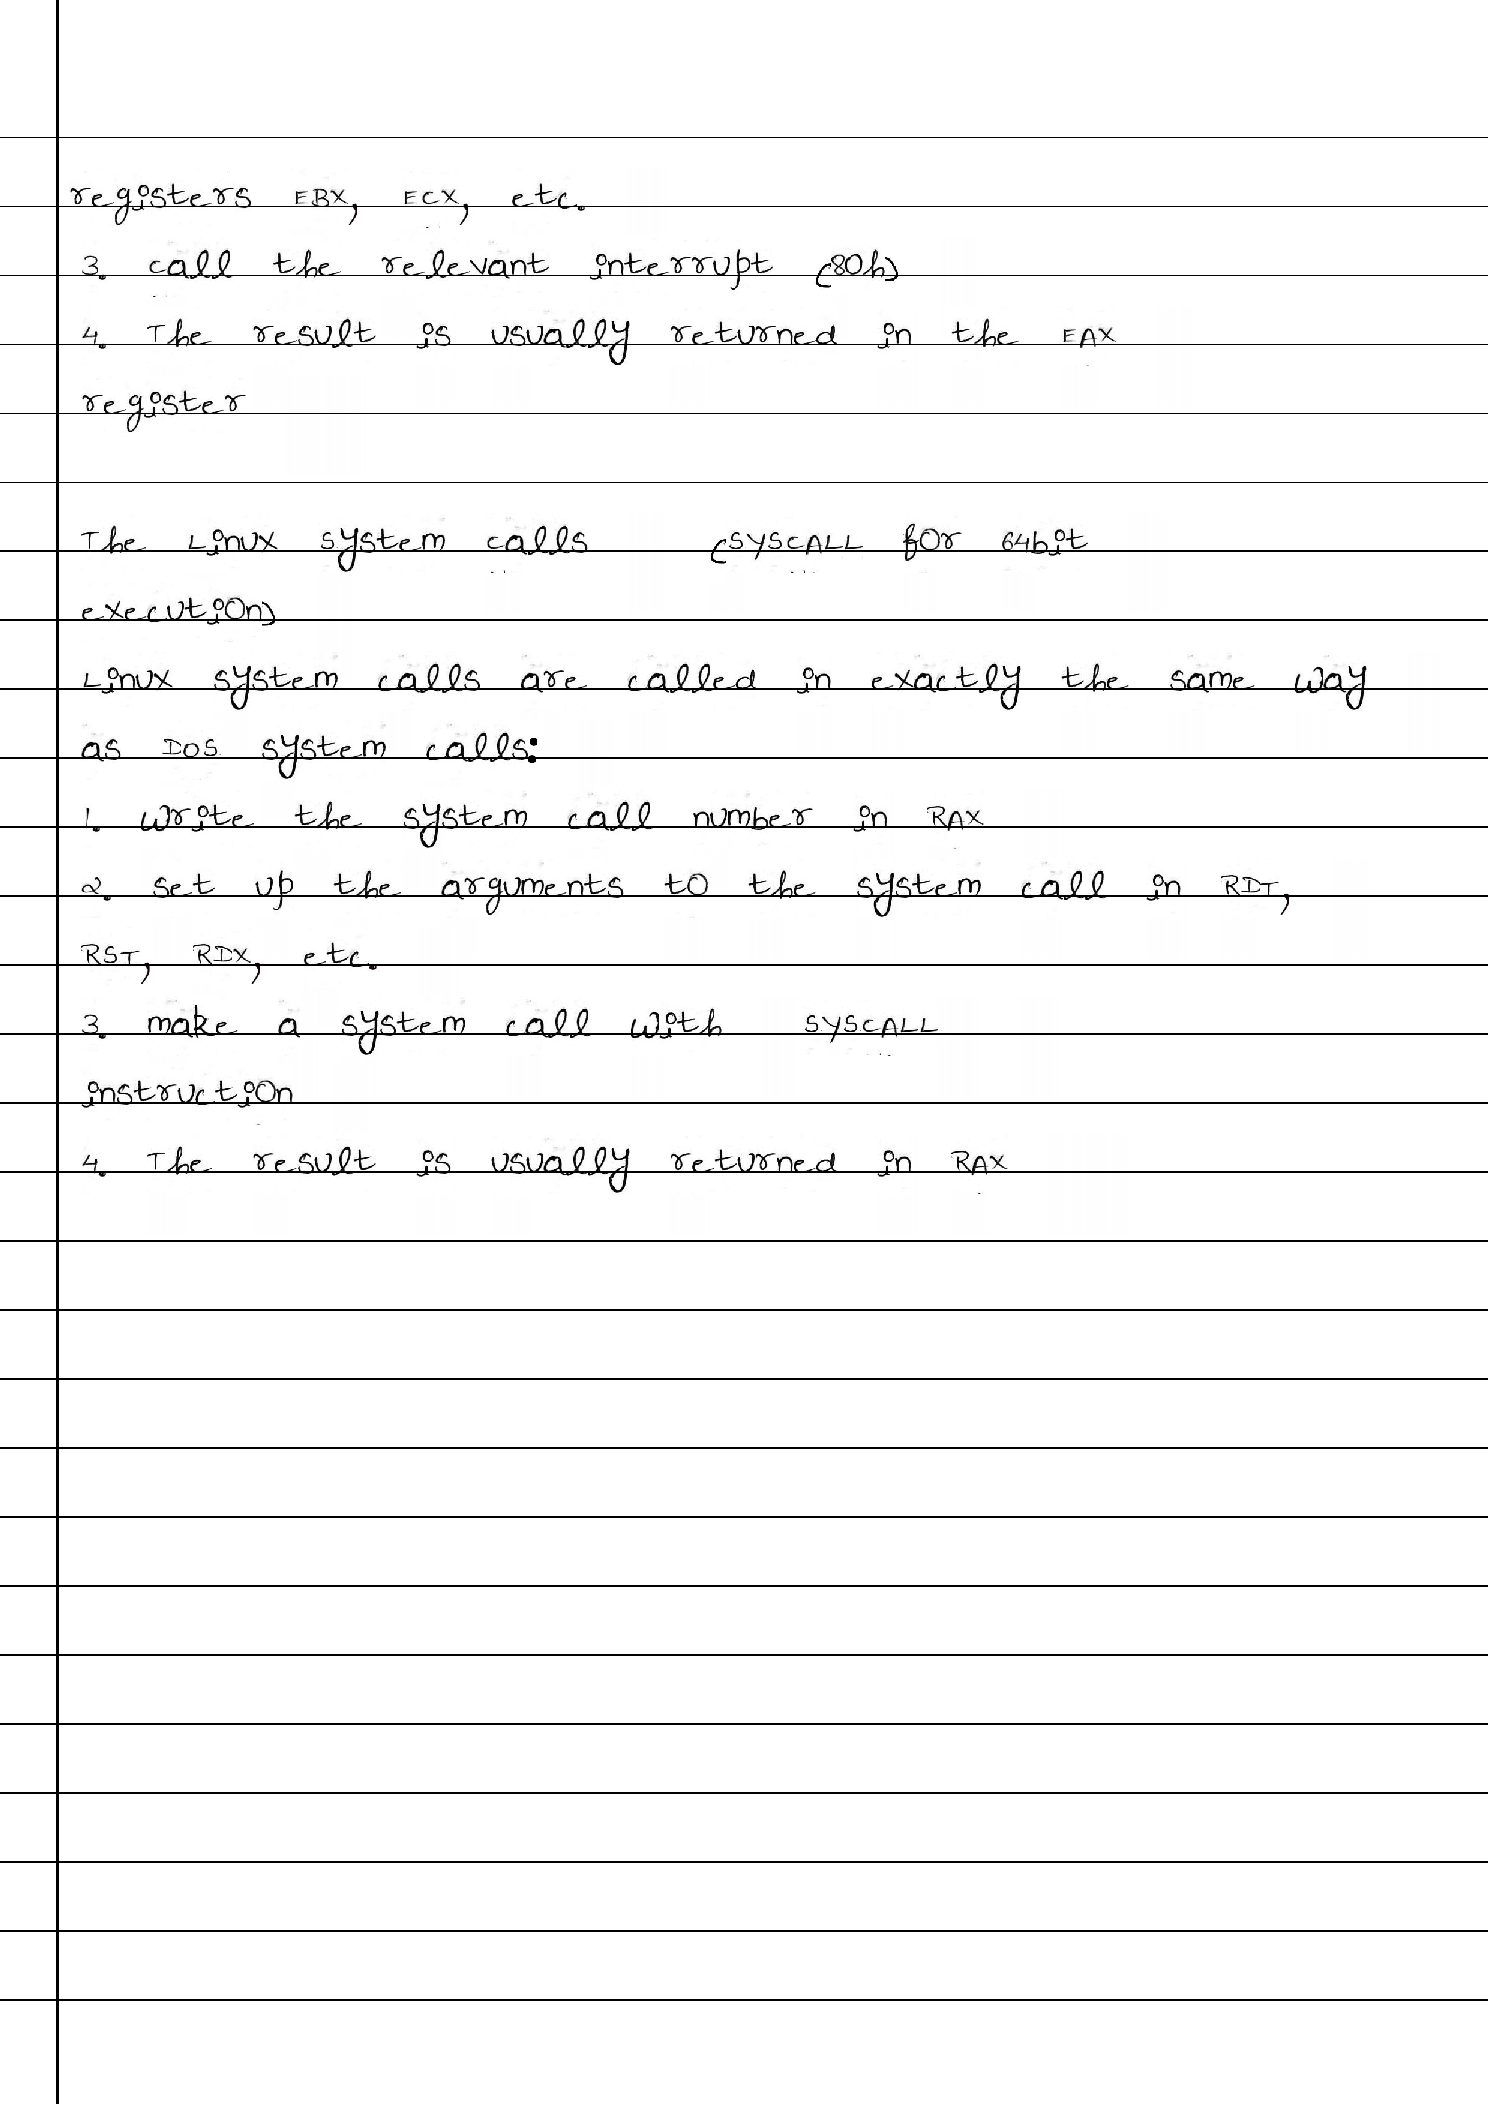 registers EBX, ECX, etc.
3. call the relevant interrupt (80h)
4. The result is usually returned in the EAX
register
The Linux system calls (SYSCALL for 64bit
execution)
Linux system calls are called in exactly the same way
as DOS system calls:
1. write the system call number in RAX
2. set up the arguments to the system call in RDI,
RSI, RDX, etc.
3. make a system call with SYSCALL
instruction
4. The result is usually returned in RAX